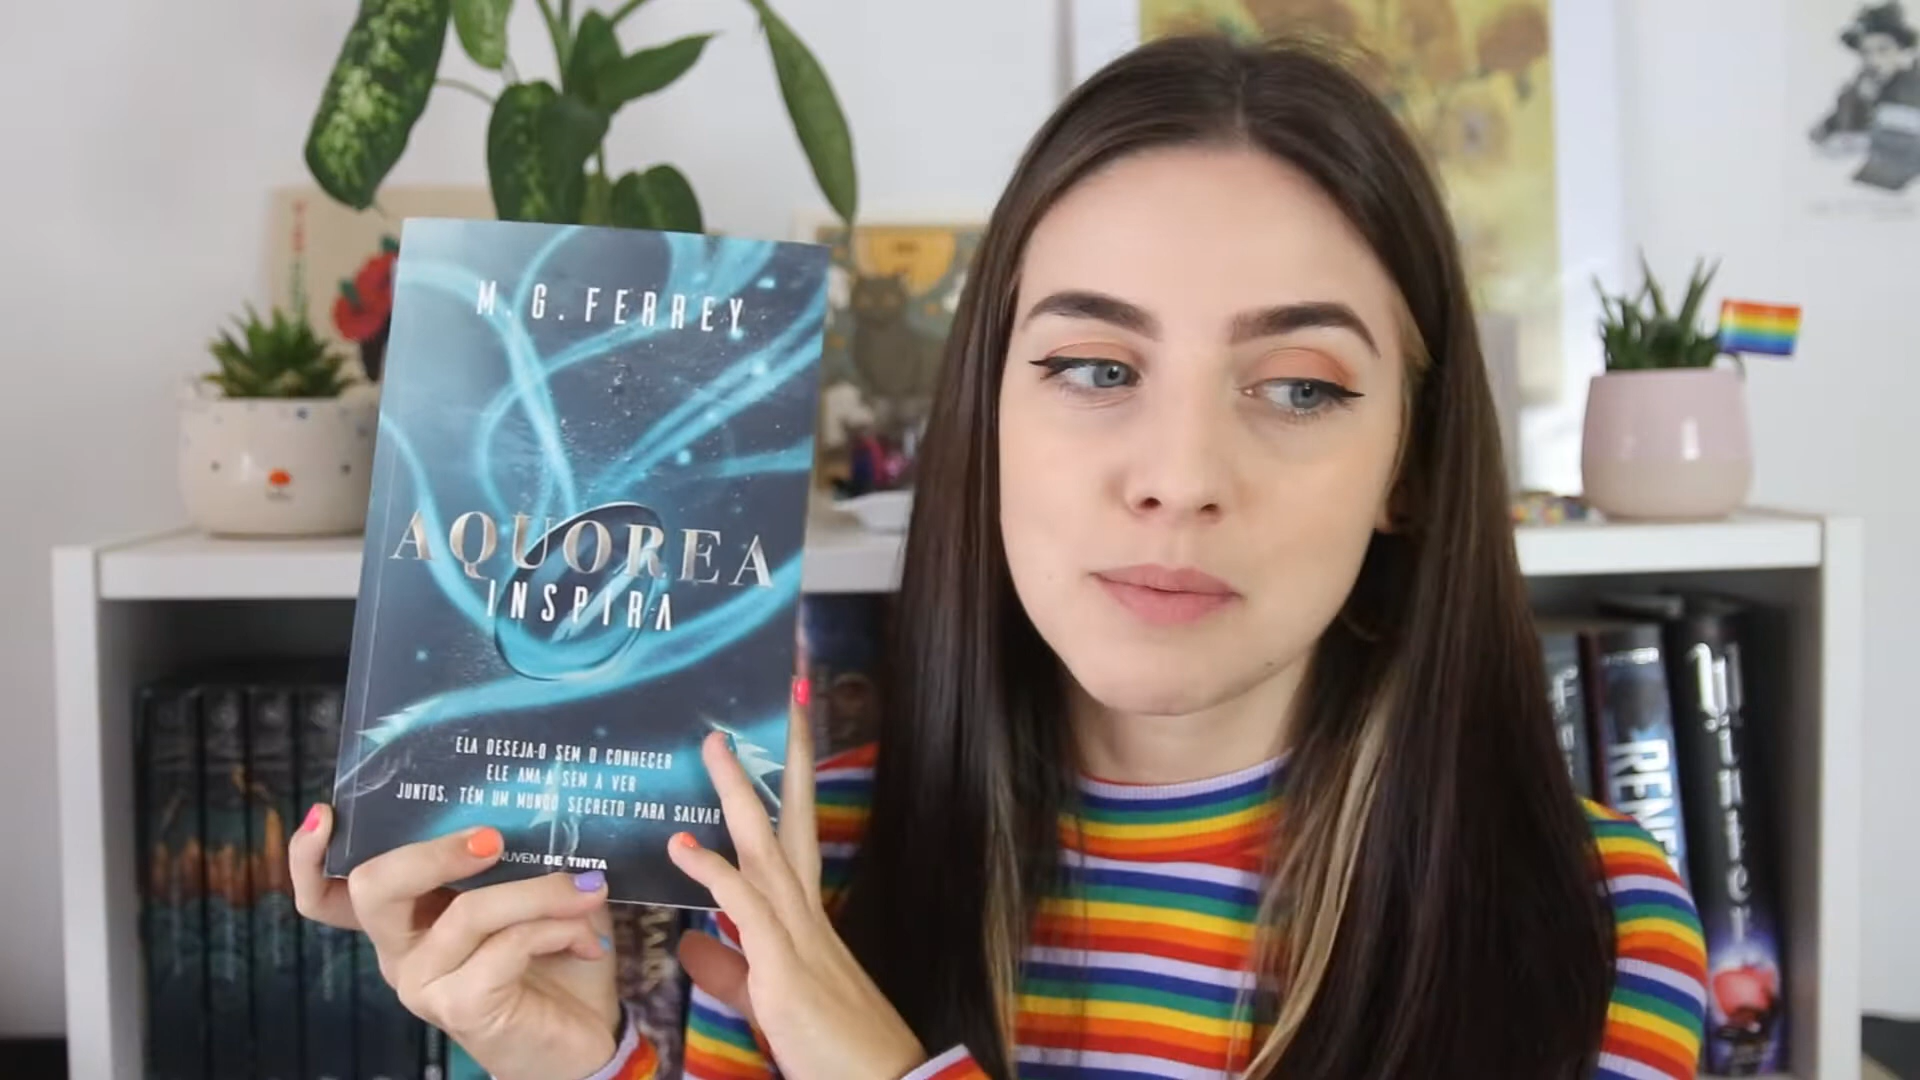 M. G. FERREY
AQUOREA
INSPIRA
ELA DESEJA-O SEM O CONHECER
ELE AMA-A SEM A VER
JUNTOS, TÊM UM MUNDO SECRETO PARA SALVAR
NUVEM DE TINTA
Winter